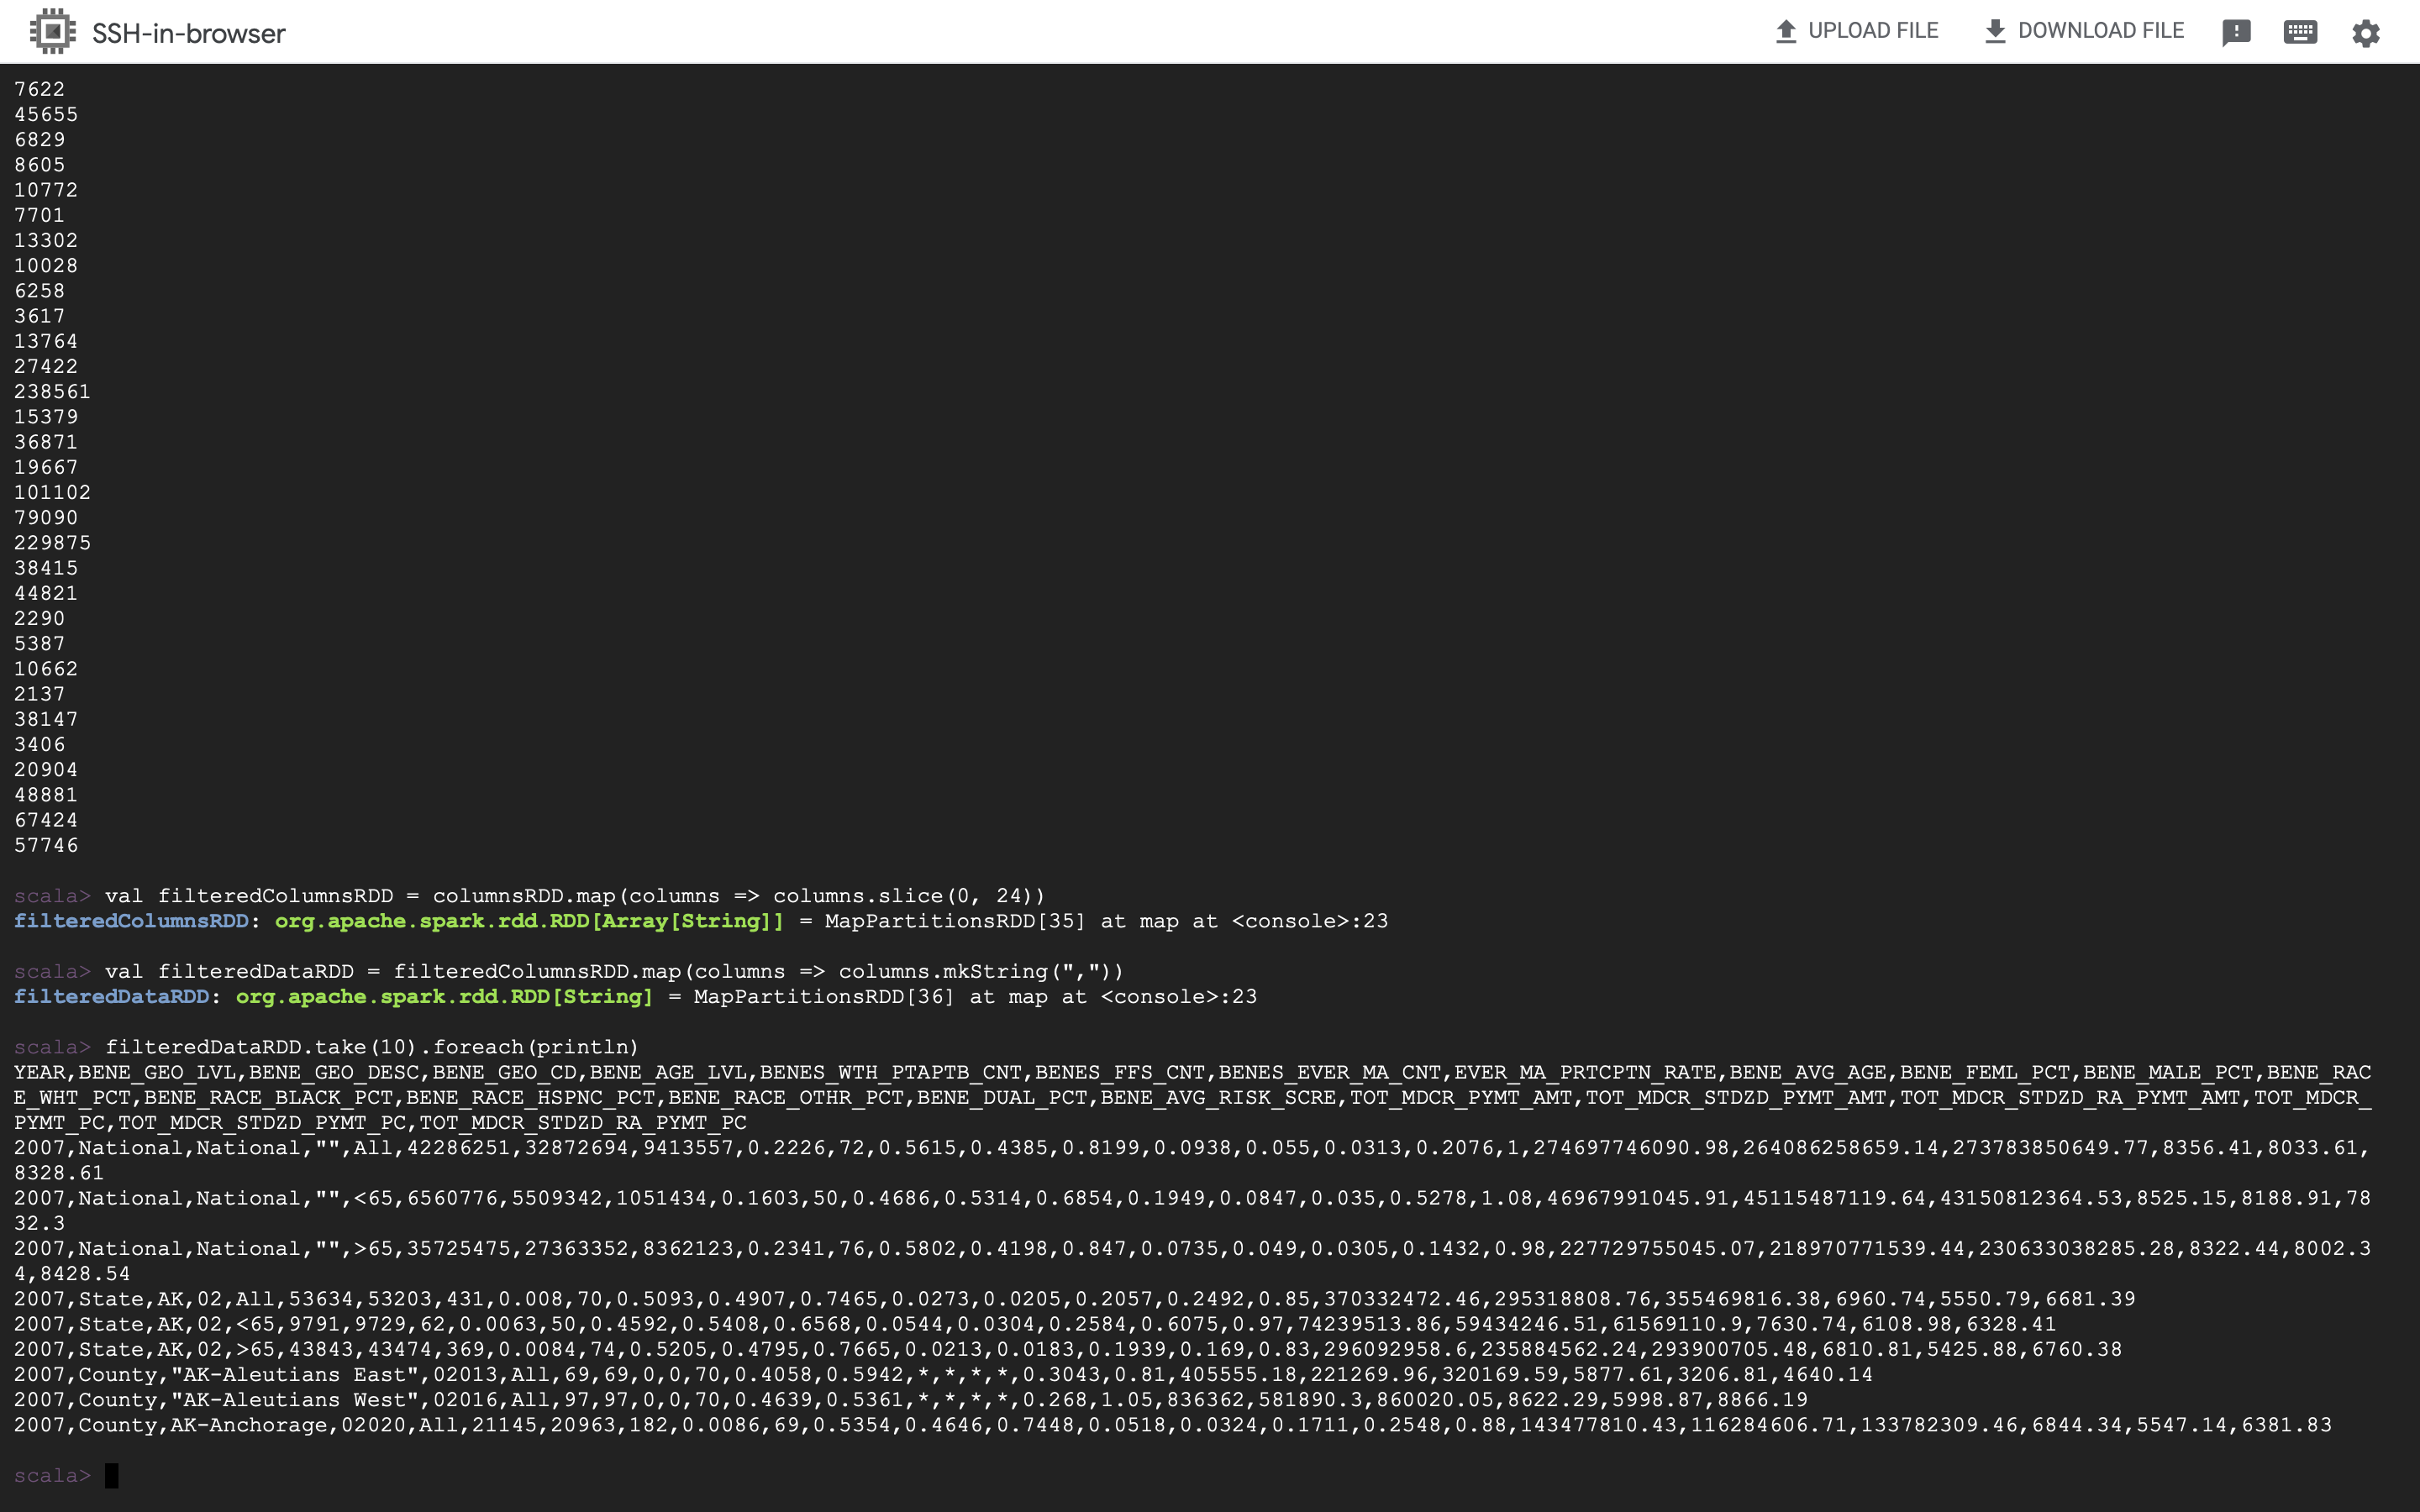 SSH-in-browser
UPLOAD FILE
DOWNLOAD FILE
7622
45655
6829
8605
10772
7701
13302
10028
6258
3617
13764
27422
238561
15379
36871
19667
101102
79090
229875
38415
44821
2290
5387
10662
2137
38147
3406
20904
48881
67424
57746
scala> val filteredColumnsRDD = columnsRDD.map(columns => columns.slice(0, 24))
filteredColumnsRDD: org.apache.spark.rdd.RDD[Array[String]] = MapPartitionsRDD[35] at map at <console>:23
scala> val filteredDataRDD = filteredColumnsRDD.map(columns => columns.mkString(","))
filteredDataRDD: org.apache.spark.rdd.RDD[String] = MapPartitionsRDD[36] at map at <console>:23
scala> filteredDataRDD.take(10).foreach(println)
YEAR,BENE_GEO_LVL,BENE_GEO_DESC,BENE_GEO_CD,BENE_AGE_LVL,BENES_WTH_PTAPTB_CNT,BENES_FFS_CNT,BENES_EVER_MA_CNT,EVER_MA_PRTCPTN_RATE,BENE_AVG_AGE,BENE_FEML_PCT,BENE_MALE_PCT,BENE_RAC
E_WHT_PCT,BENE_RACE_BLACK_PCT,BENE_RACE_HSPNC_PCT,BENE_RACE_OTHR_PCT,BENE_DUAL_PCT,BENE_AVG_RISK_SCRE,TOT_MDCR_PYMT_AMT,TOT_MDCR_STDZD_PYMT_AMT,TOT_MDCR_STDZD_RA_PYMT_AMT,TOT_MDCR_
PYMT_PC,TOT_MDCR_STDZD_PYMT_PC,TOT_MDCR_STDZD_RA_PYMT_PC
2007,National,National,"",All,42286251,32872694,9413557,0.2226,72,0.5615,0.4385,0.8199,0.0938,0.055,0.0313,0.2076,1,274697746090.98,264086258659.14,273783850649.77,8356.41,8033.61,
8328.61
2007,National,National,"",<65,6560776,5509342,1051434,0.1603,50,0.4686,0.5314,0.6854,0.1949,0.0847,0.035,0.5278,1.08,46967991045.91,45115487119.64,43150812364.53,8525.15,8188.91,78
32.3
2007,National,National,"",>65,35725475,27363352,8362123,0.2341,76,0.5802,0.4198,0.847,0.0735,0.049,0.0305,0.1432,0.98,227729755045.07,218970771539.44,230633038285.28,8322.44,8002.3
4,8428.54
2007,State,AK,02,All,53634,53203,431,0.008,70,0.5093,0.4907,0.7465,0.0273,0.0205,0.2057,0.2492,0.85,370332472.46,295318808.76,355469816.38,6960.74,5550.79,6681.39
2007,State,AK,02,<65,9791,9729,62,0.0063,50,0.4592,0.5408,0.6568,0.0544,0.0304,0.2584,0.6075,0.97,74239513.86,59434246.51,61569110.9,7630.74,6108.98,6328.41
2007,State,AK,02,>65,43843,43474,369,0.0084,74,0.5205,0.4795,0.7665,0.0213,0.0183,0.1939,0.169,0.83,296092958.6,235884562.24,293900705.48,6810.81,5425.88,6760.38
2007,County,"AK-Aleutians East",02013,All,69,69,0,0,70,0.4058,0.5942,*,*,*,*,0.3043,0.81,405555.18,221269.96,320169.59,5877.61,3206.81,4640.14
2007,County,"AK-Aleutians West",02016,All,97,97,0,0,70,0.4639,0.5361,*,*,*,*,0.268,1.05,836362,581890.3,860020.05,8622.29,5998.87,8866.19
2007,County,AK-Anchorage,02020,All,21145,20963,182,0.0086,69,0.5354,0.4646,0.7448,0.0518,0.0324,0.1711,0.2548,0.88,143477810.43,116284606.71,133782309.46,6844.34,5547.14,6381.83
scala>